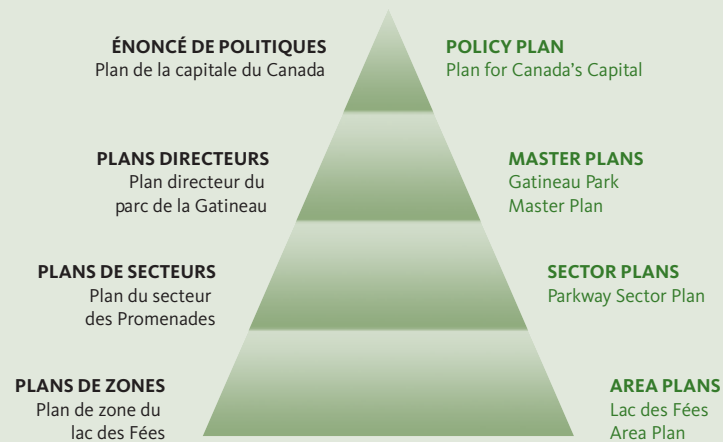 ÉNONCÉ DE POLITIQUES
Plan de la capitale du Canada
POLICY PLAN
Plan for Canada's Capital
PLANS DIRECTEURS
Plan directeur du
parc de la Gatineau
MASTER PLANS
Gatineau Park
Master Plan
PLANS DE SECTEURS
Plan du secteur
des Promenades
SECTOR PLANS
Parkway Sector Plan
PLANS DE ZONES
Plan de zone du
lac des Fées
AREA PLANS
Lac des Fées
Area Plan